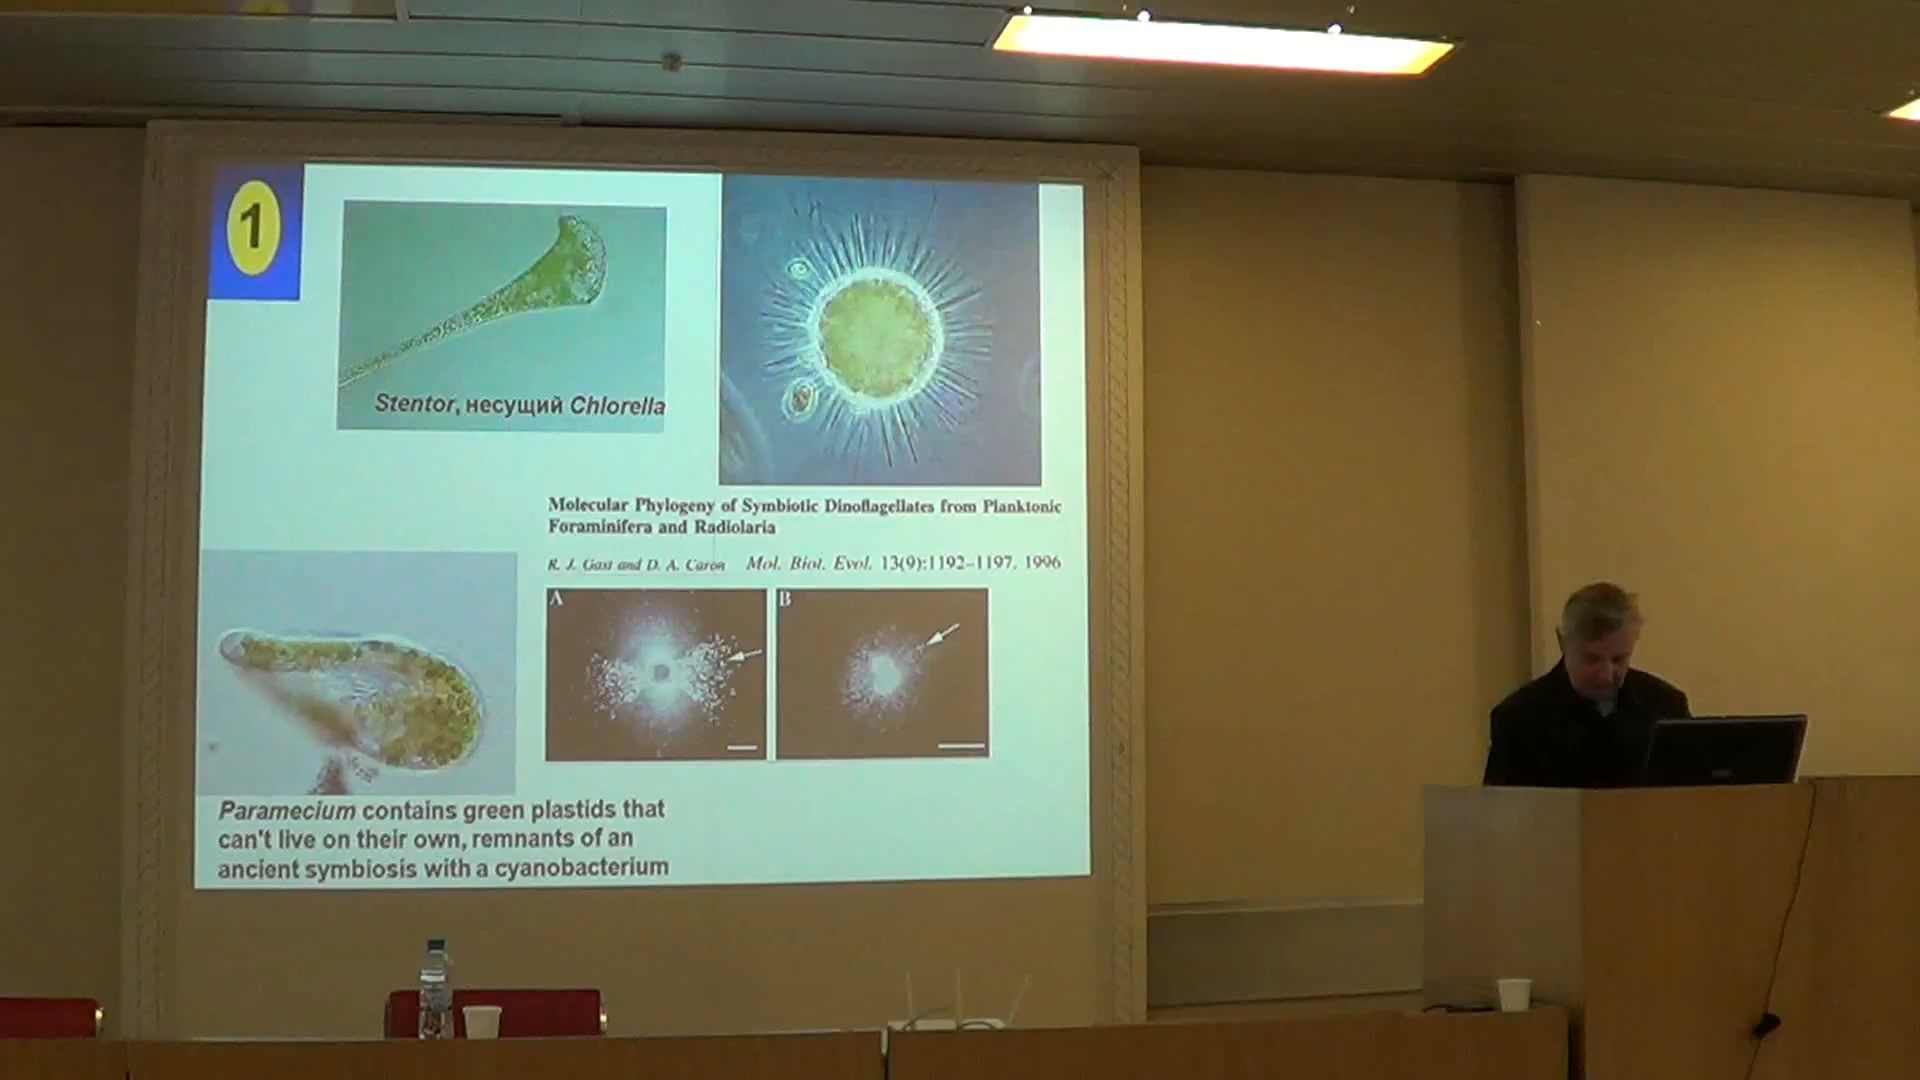 1
Stentor, несущий Chlorella
Molecular Phylogeny of Symbiotic Dinoflagellates from Planktonic
Foraminifera and Radiolaria
R. J. Gast and D. A. Caron Mol. Biol. Evol. 13(9):1192–1197. 1996
A
B
Paramecium contains green plastids that
can't live on their own, remnants of an
ancient symbiosis with a cyanobacterium